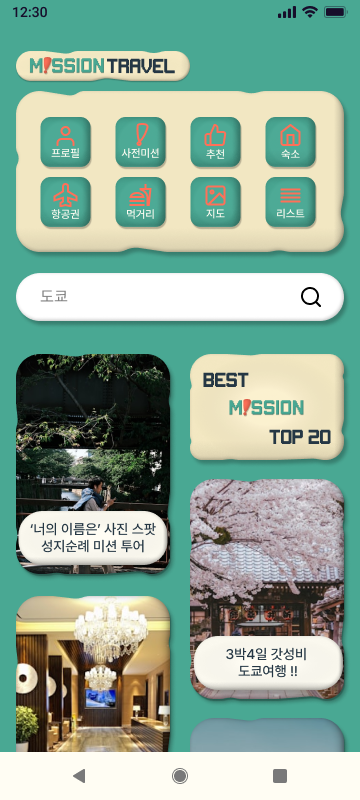 12:30
MISSION TRAVEL
프로필
사전미션
추천
숙소
항공권
먹거리
지도
리스트
도쿄
BEST
MISSION
TOP 20
‘너의 이름은’ 사진 스팟
성지순례 미션 투어
3박4일 갓성비
도쿄여행 !!